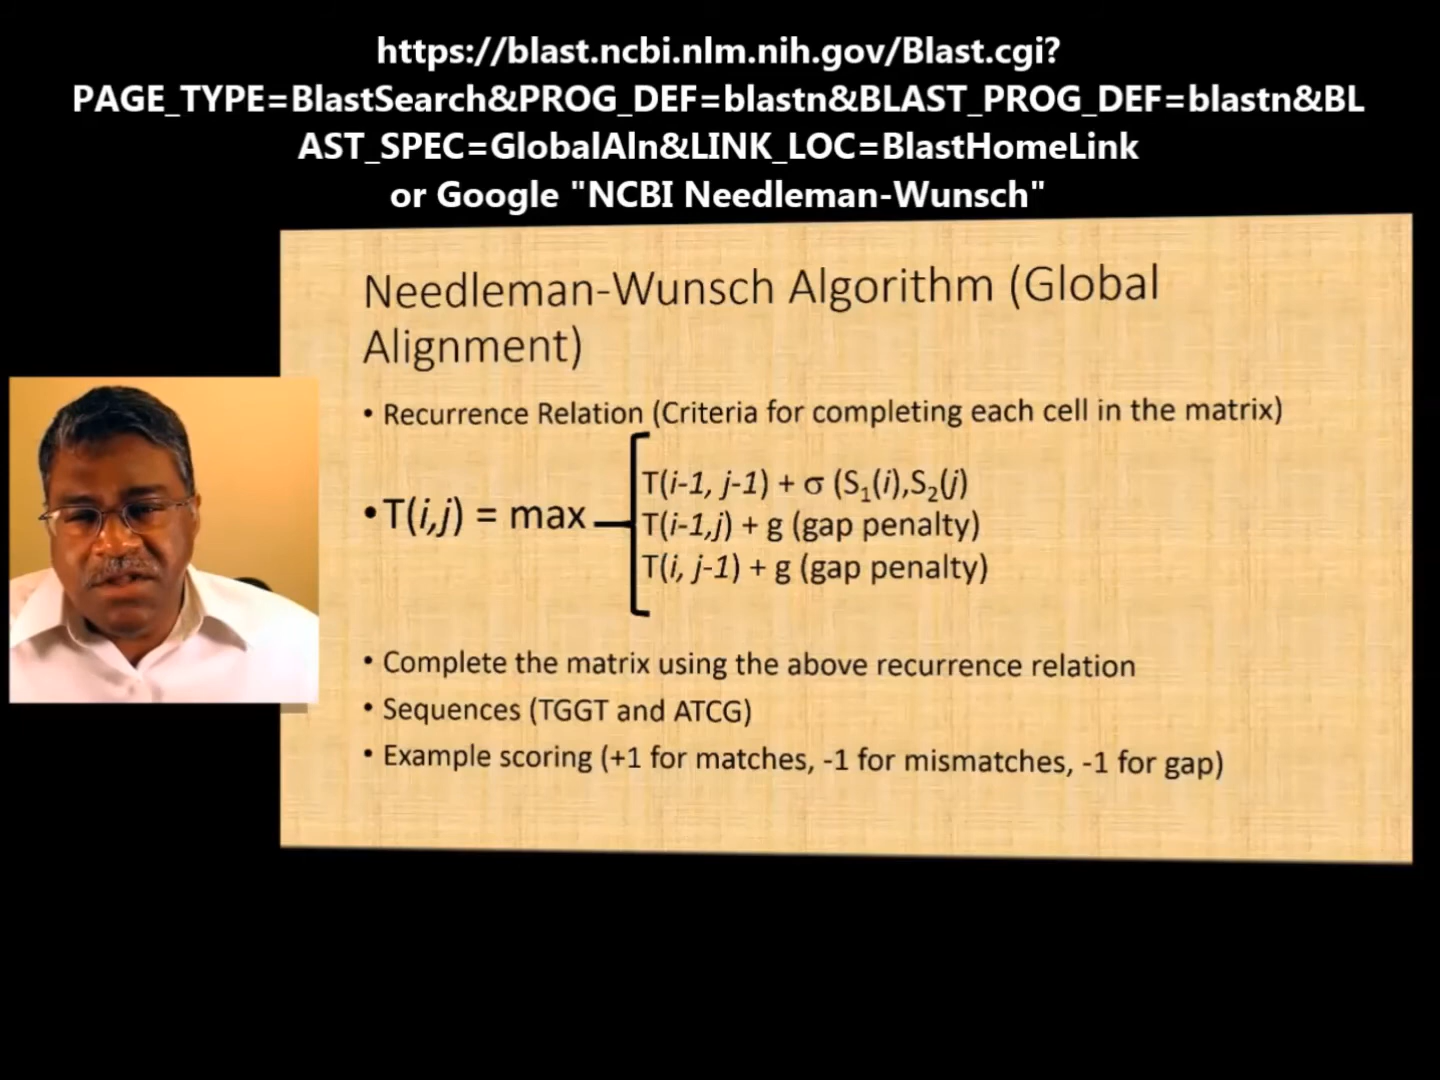 https://blast.ncbi.nlm.nih.gov/Blast.cgi?
PAGE_TYPE=BlastSearch&PROG_DEF=blastn&BLAST_PROG_DEF=blastn&BL
AST_SPEC=GlobalAln&LINK_LOC=BlastHomeLink
or Google "NCBI Needleman-Wunsch"
Needleman-Wunsch Algorithm (Global
Alignment)
• Recurrence Relation (Criteria for completing each cell in the matrix)
T(i-1, j-1) + σ (S₁(i),S₂(j)
• T(i,j) = max
T(i-1,j) + g (gap penalty)
T(i, j-1) + g (gap penalty)
• Complete the matrix using the above recurrence relation
• Sequences (TGGT and ATCG)
• Example scoring (+1 for matches, -1 for mismatches, -1 for gap)